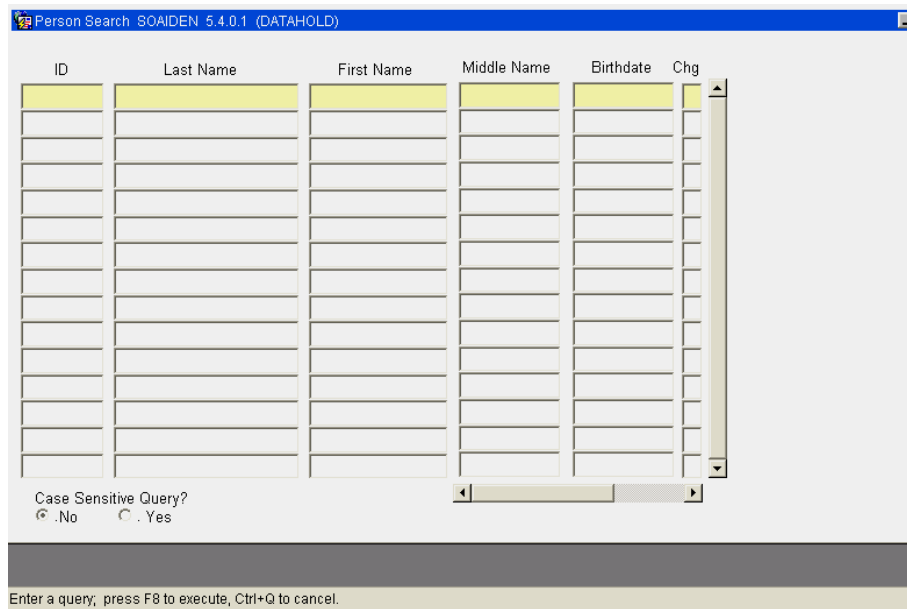 Person Search SOAIDEN 5.4.0.1 (DATAHOLD)
ID Last Name First Name Middle Name Birthdate Chg
Case Sensitive Query?
.No . Yes
Enter a query; press F8 to execute, Ctrl+Q to cancel.